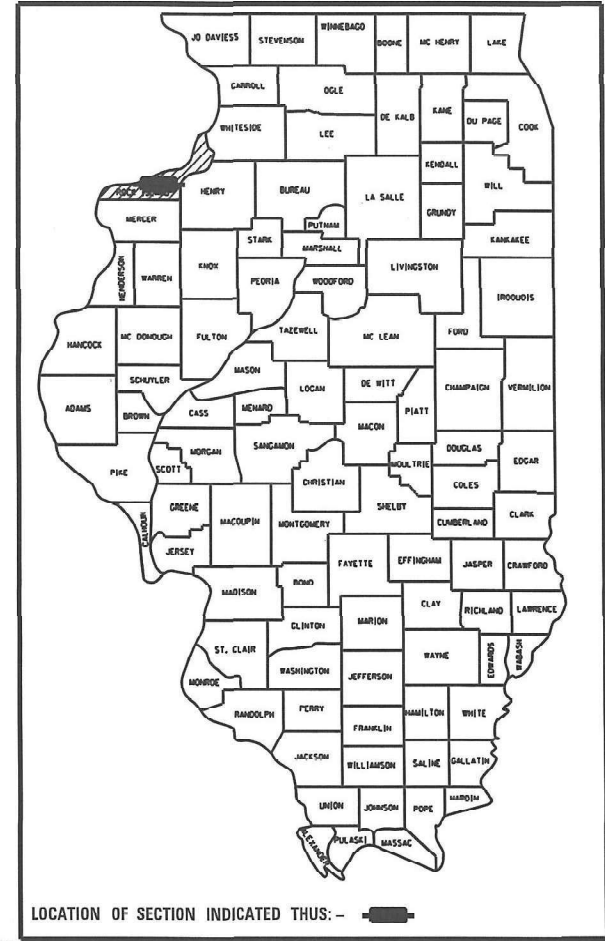 JO DAVIESS STEVENSON WINNEBAGO BOONE MC HENRY LAKE
CARROLL OGLE DE KALB KANE DU PAGE COOK
WHITESIDE LEE
KENDALL WILL
ROCK HENRY BUREAU LA SALLE GRUNDY
MERCER PUTNAM
STARK MARSHALL KANKAKEE
HENDERSON WARREN KNOX PEORIA WOODFORD LIVINGSTON IROQUOIS
HANCOCK MC DONOUGH FULTON TAZEWELL MC LEAN FORD
SCHUYLER MASON LOGAN DE WITT CHAMPAIGN VERMILION
ADAMS BROWN CASS MENARD MACON PIATT
PIKE SCOTT MORGAN SANGAMON MOULTRIE DOUGLAS EDGAR
CHRISTIAN COLES
CALHOUN GREENE MACOUPIN MONTGOMERY SHELBY CUMBERLAND CLARK
JERSEY FAYETTE EFFINGHAM JASPER CRAWFORD
MADISON BOND
CLINTON MARION CLAY RICHLAND LAWRENCE
ST. CLAIR WAYNE EDWARDS WABASH
MONROE WASHINGTON JEFFERSON
RANDOLPH PERRY FRANKLIN HAMILTON WHITE
JACKSON WILLIAMSON SALINE GALLATIN
UNION JOHNSON POPE HARDIN
ALEXANDER PULASKI MASSAC
LOCATION OF SECTION INDICATED THUS: -